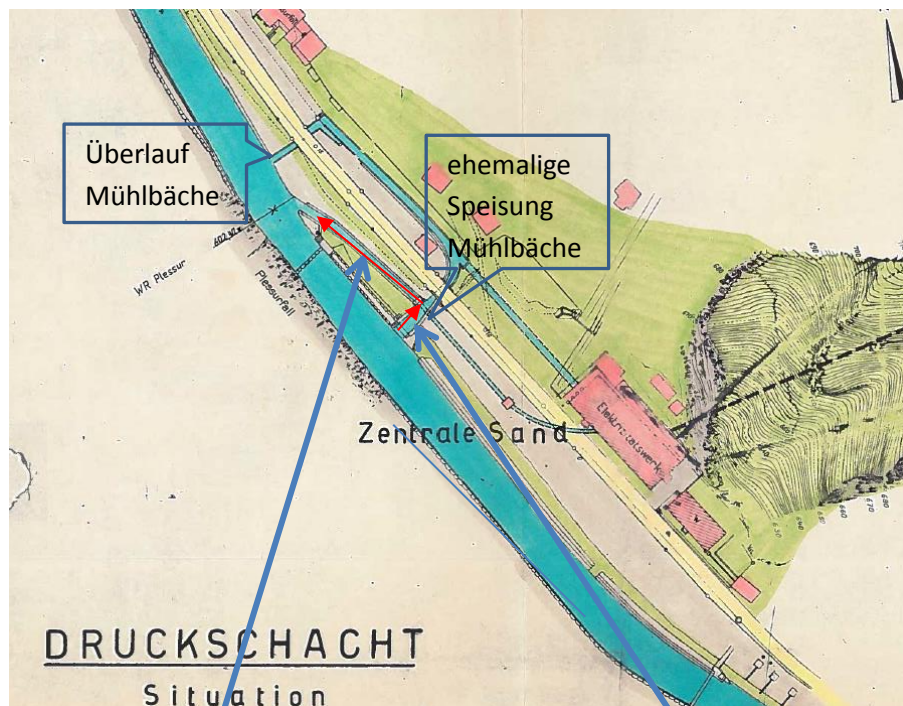 Überlauf
Mühlbäche
ehemalige
Speisung
Mühlbäche
WR Plessur
Plessurfall
Zentrale Sand
Elektrizitätswerk
DRUCKSCHACHT
Situation